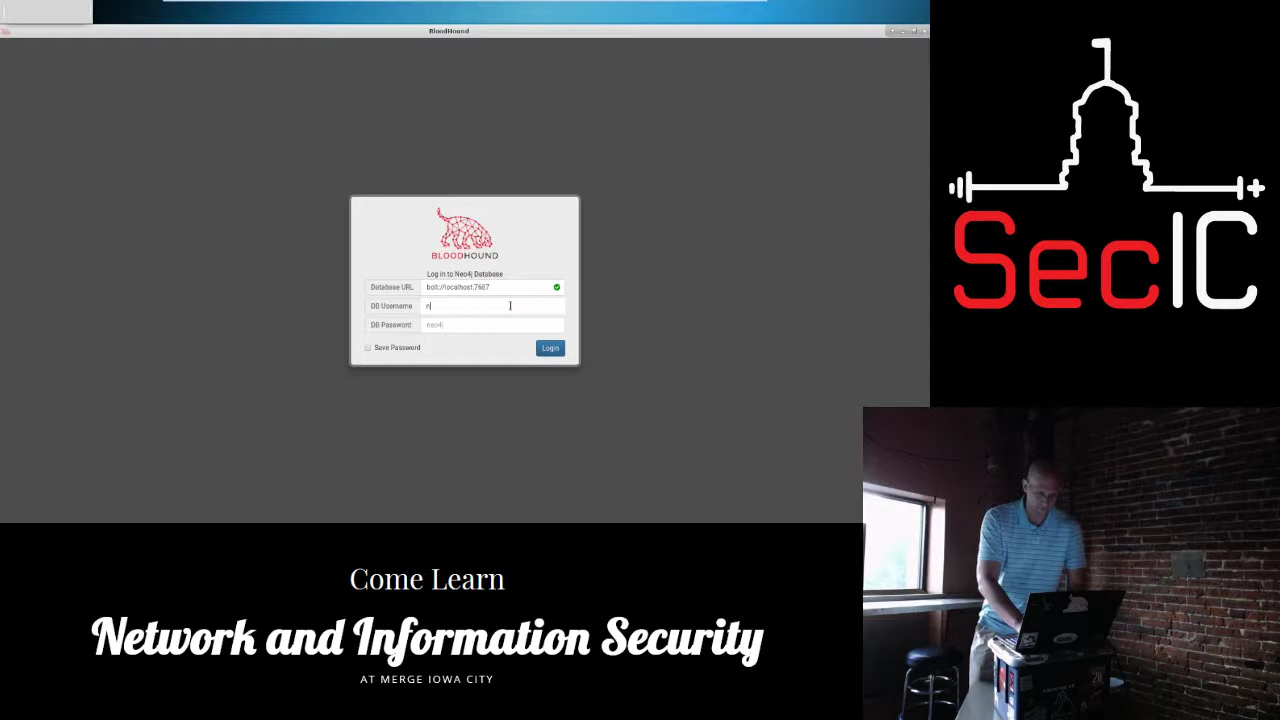 BloodHound
BLOODHOUND
Log in to Neo4j Database
Database URL bolt://localhost:7687
DB Username n
DB Password neo4j
Save Password Login
SecIC
Come Learn
Network and Information Security
AT MERGE IOWA CITY